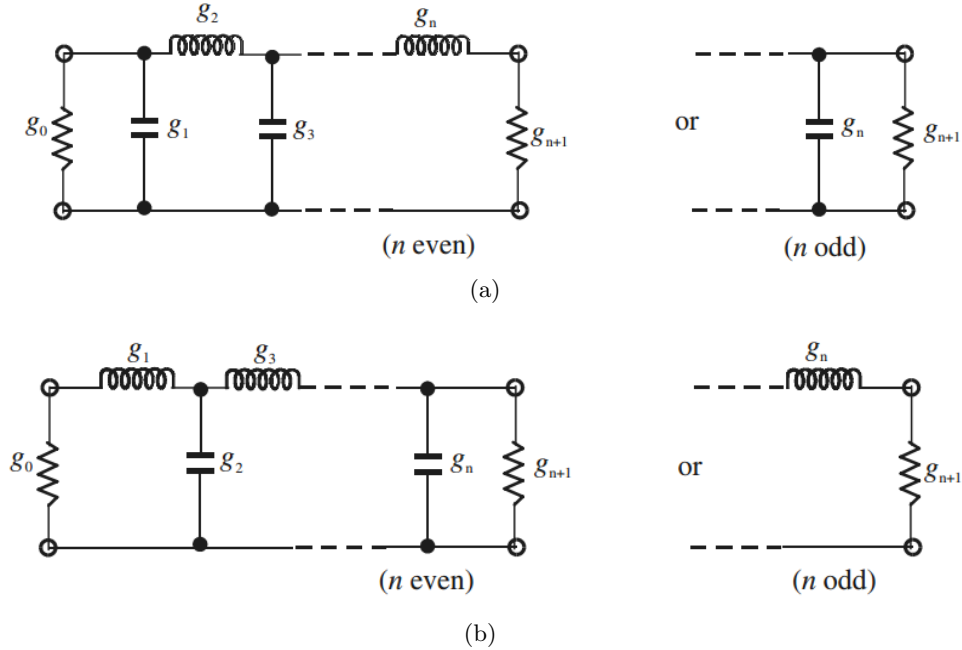 g₂ gₙ
g₀ g₁ g₃ gₙ₊₁ or gₙ gₙ₊₁
(n even) (n odd)
(a)
g₁ g₃ gₙ
g₀ g₂ gₙ gₙ₊₁ or gₙ₊₁
(n even) (n odd)
(b)